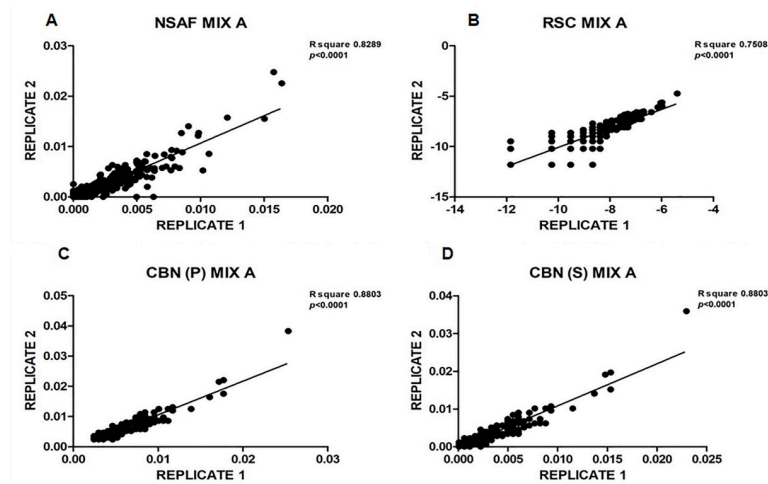 A
NSAF MIX A
R square 0.8289
p<0.0001
REPLICATE 2
0.03
0.02
0.01
0.00
0.000
0.005
0.010
0.015
0.020
REPLICATE 1
B
RSC MIX A
R square 0.7508
p<0.0001
REPLICATE 2
0
-5
-10
-15
-14
-12
-10
-8
-6
-4
REPLICATE 1
C
CBN (P) MIX A
R square 0.8803
p<0.0001
REPLICATE 2
0.05
0.04
0.03
0.02
0.01
0.00
0.00
0.01
0.02
0.03
REPLICATE 1
D
CBN (S) MIX A
R square 0.8803
p<0.0001
REPLICATE 2
0.04
0.03
0.02
0.01
0.00
0.000
0.005
0.010
0.015
0.020
0.025
REPLICATE 1